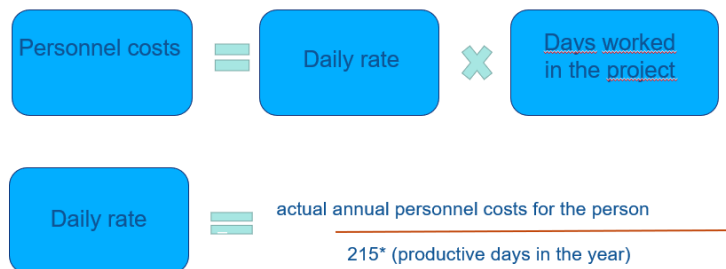 Personnel costs
Daily rate
Days worked
in the project
Daily rate
actual annual personnel costs for the person
215* (productive days in the year)